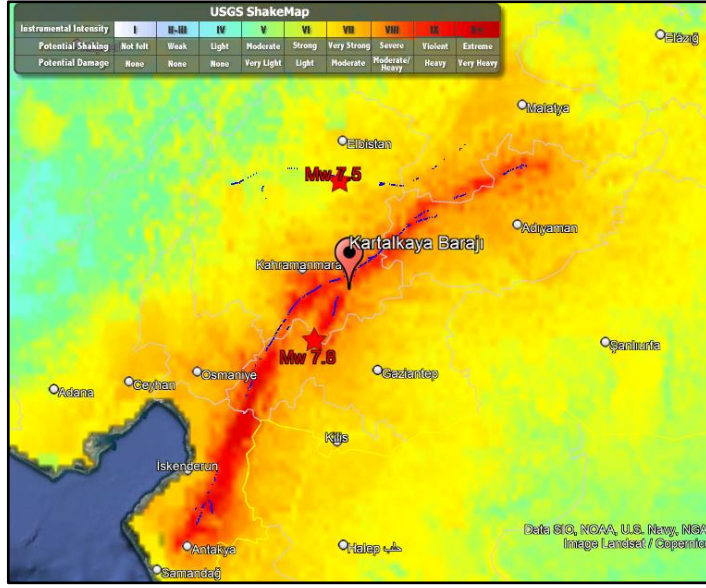 USGS ShakeMap
Instrumental Intensity I II-III IV V VI VII VIII IX X+
Potential Shaking Not felt Weak Light Moderate Strong Very Strong Severe Violent Extreme
Potential Damage None None None Very Light Light Moderate Moderate/ Heavy Heavy Very Heavy
Elâzığ
Malatya
Elbistan
Mw 7.5
Adıyaman
Kartalkaya Barajı
Kahramanmara
Mw 7.8
Şanlıurfa
Osmaniye
Gaziantep
Ceyhan
Adana
Kilis
İskenderun
Data SIO, NOAA, U.S. Navy, NGA
Image Landsat / Copernicu
Antakya
Halep حلب
Samandağ